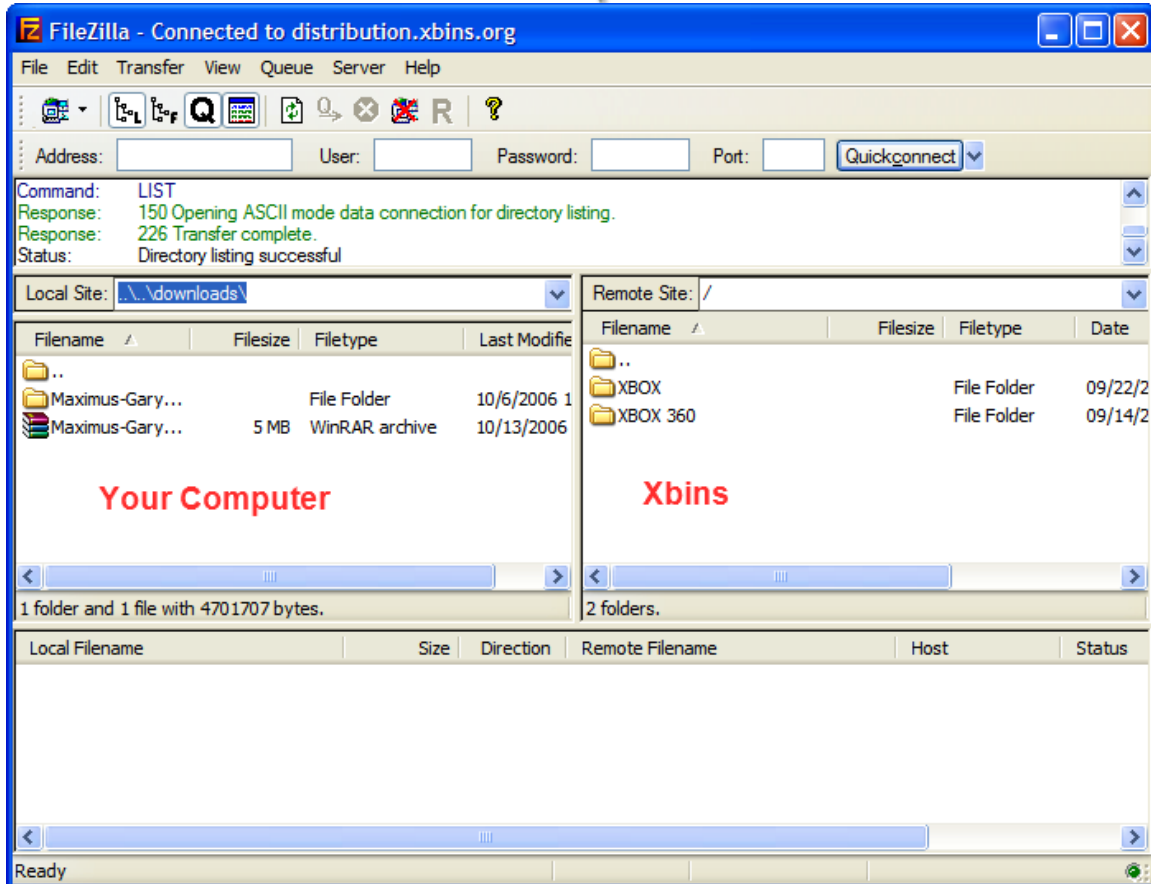 FileZilla - Connected to distribution.xbins.org
File Edit Transfer View Queue Server Help
L F Q R ?
Address: User: Password: Port: Quickconnect
Command: LIST
Response: 150 Opening ASCII mode data connection for directory listing.
Response: 226 Transfer complete.
Status: Directory listing successful
Local Site: ..\..\downloads\
Filename Filesize Filetype Last Modifie
..
Maximus-Gary... File Folder 10/6/2006 1
Maximus-Gary... 5 MB WinRAR archive 10/13/2006
Your Computer
1 folder and 1 file with 4701707 bytes.
Remote Site: /
Filename Filesize Filetype Date
..
XBOX File Folder 09/22/2
XBOX 360 File Folder 09/14/2
Xbins
2 folders.
Local Filename Size Direction Remote Filename Host Status
Ready